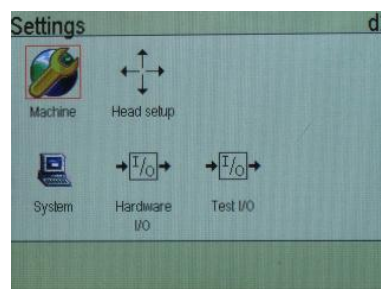 Settings
d
Machine
Head setup
I/O
I/O
System
Hardware
I/O
Test I/O